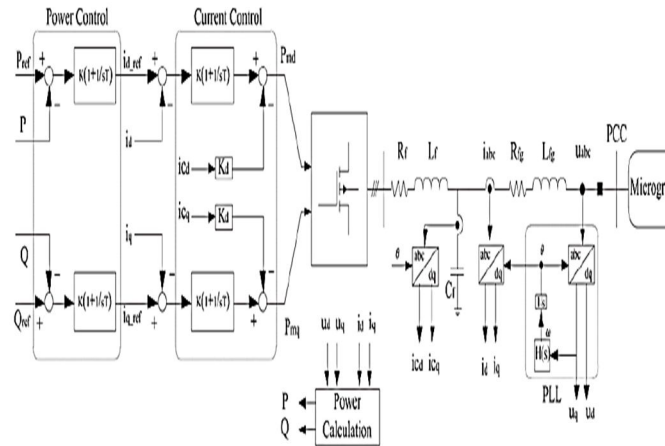 Power Control
Current Control
Pref
+
-
K(1+1/sT)
id_ref
+
-
K(1+1/sT)
+
-
Pmd
P
id
icd
Kd
icq
Kd
Q
iq
Qref
+
-
K(1+1/sT)
iq_ref
+
-
K(1+1/sT)
+
-
Pmq
Rf
Lf
iabc
Rfg
Lfg
uabc
PCC
Microgr
θ
abc
dq
Cf
abc
dq
θ
abc
dq
ω
H(s)
PLL
icd
icq
id
iq
uq
ud
ud
uq
id
iq
P
Q
Power
Calculation